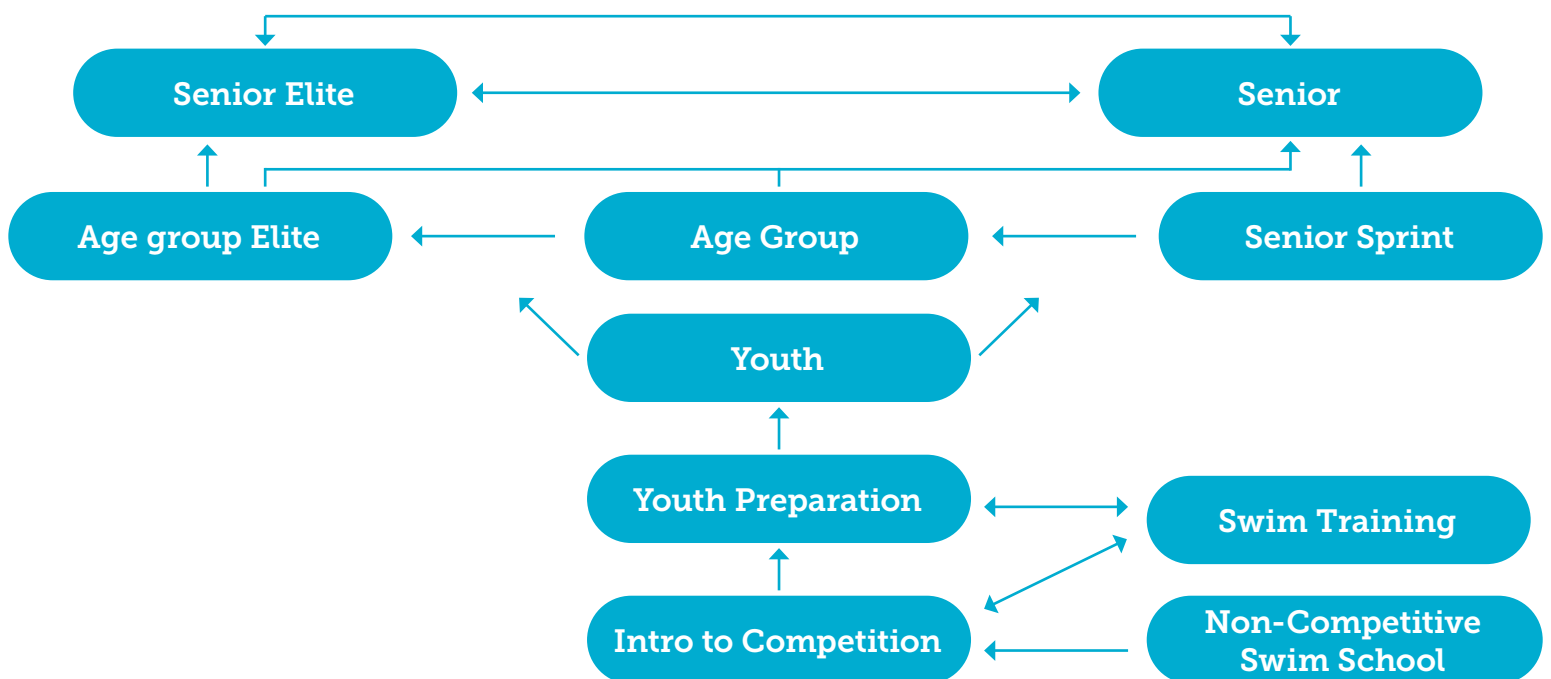 Senior Elite
Senior
Age group Elite
Age Group
Senior Sprint
Youth
Youth Preparation
Swim Training
Intro to Competition
Non-Competitive
Swim School